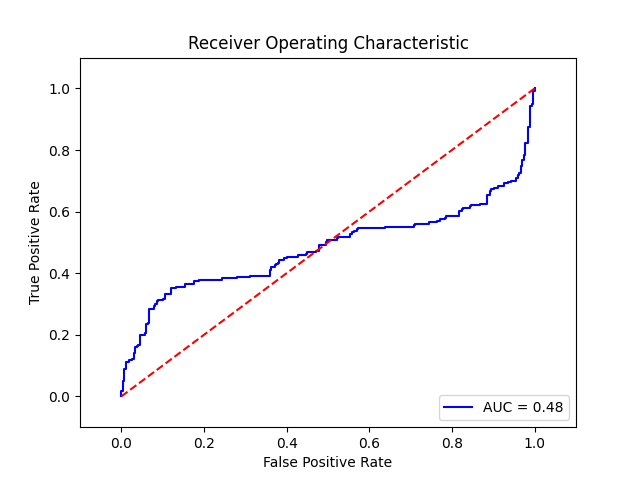 Receiver Operating Characteristic
True Positive Rate
1.0
0.8
0.6
0.4
0.2
0.0
AUC = 0.48
0.0 0.2 0.4 0.6 0.8 1.0
False Positive Rate